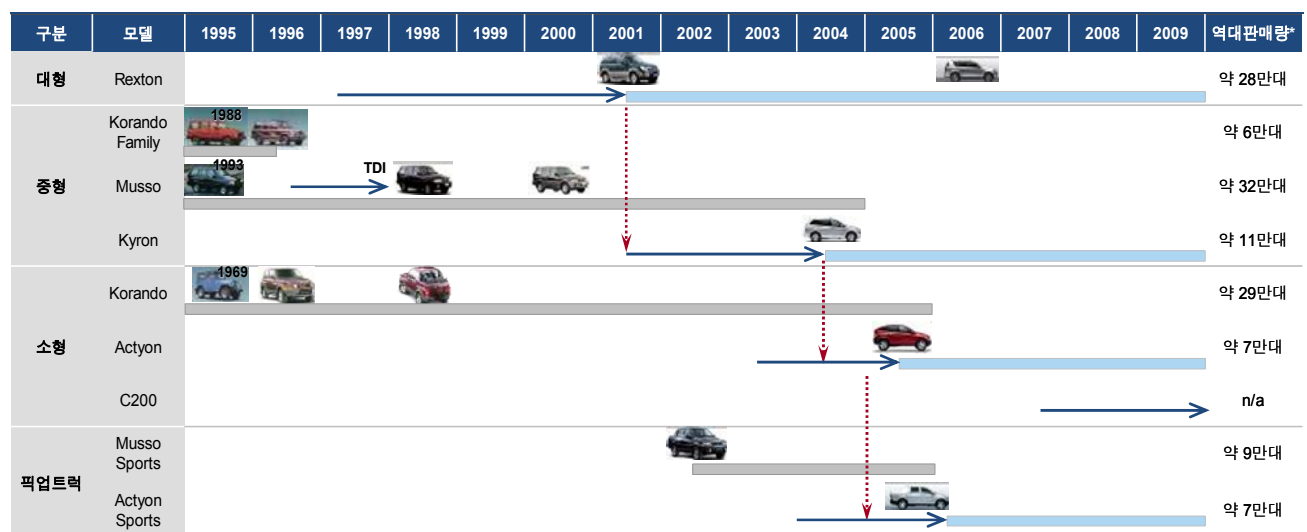 구분 모델 1995 1996 1997 1998 1999 2000 2001 2002 2003 2004 2005 2006 2007 2008 2009 역대판매량*
대형 Rexton 약 28만대
중형
Korando
Family
1988
약 6만대
Musso
1993
TDI
약 32만대
Kyron 약 11만대
소형
Korando
1969
약 29만대
Actyon 약 7만대
C200 n/a
픽업트럭
Musso
Sports
약 9만대
Actyon
Sports
약 7만대